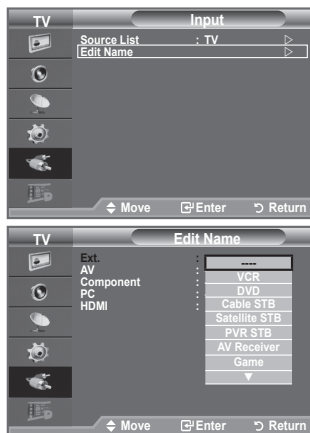 TV Input
Source List : TV ▷
Edit Name ▷
Move Enter Return
TV Edit Name
Ext. : ----
AV : VCR
Component : DVD
PC : Cable STB
HDMI : Satellite STB
PVR STB
AV Receiver
Game
▼
Move Enter Return